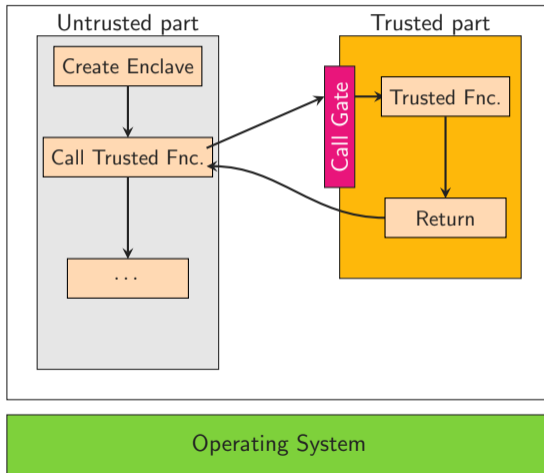 Untrusted part
Trusted part
Create Enclave
Call Trusted Fnc.
...
Call Gate
Trusted Fnc.
Return
Operating System